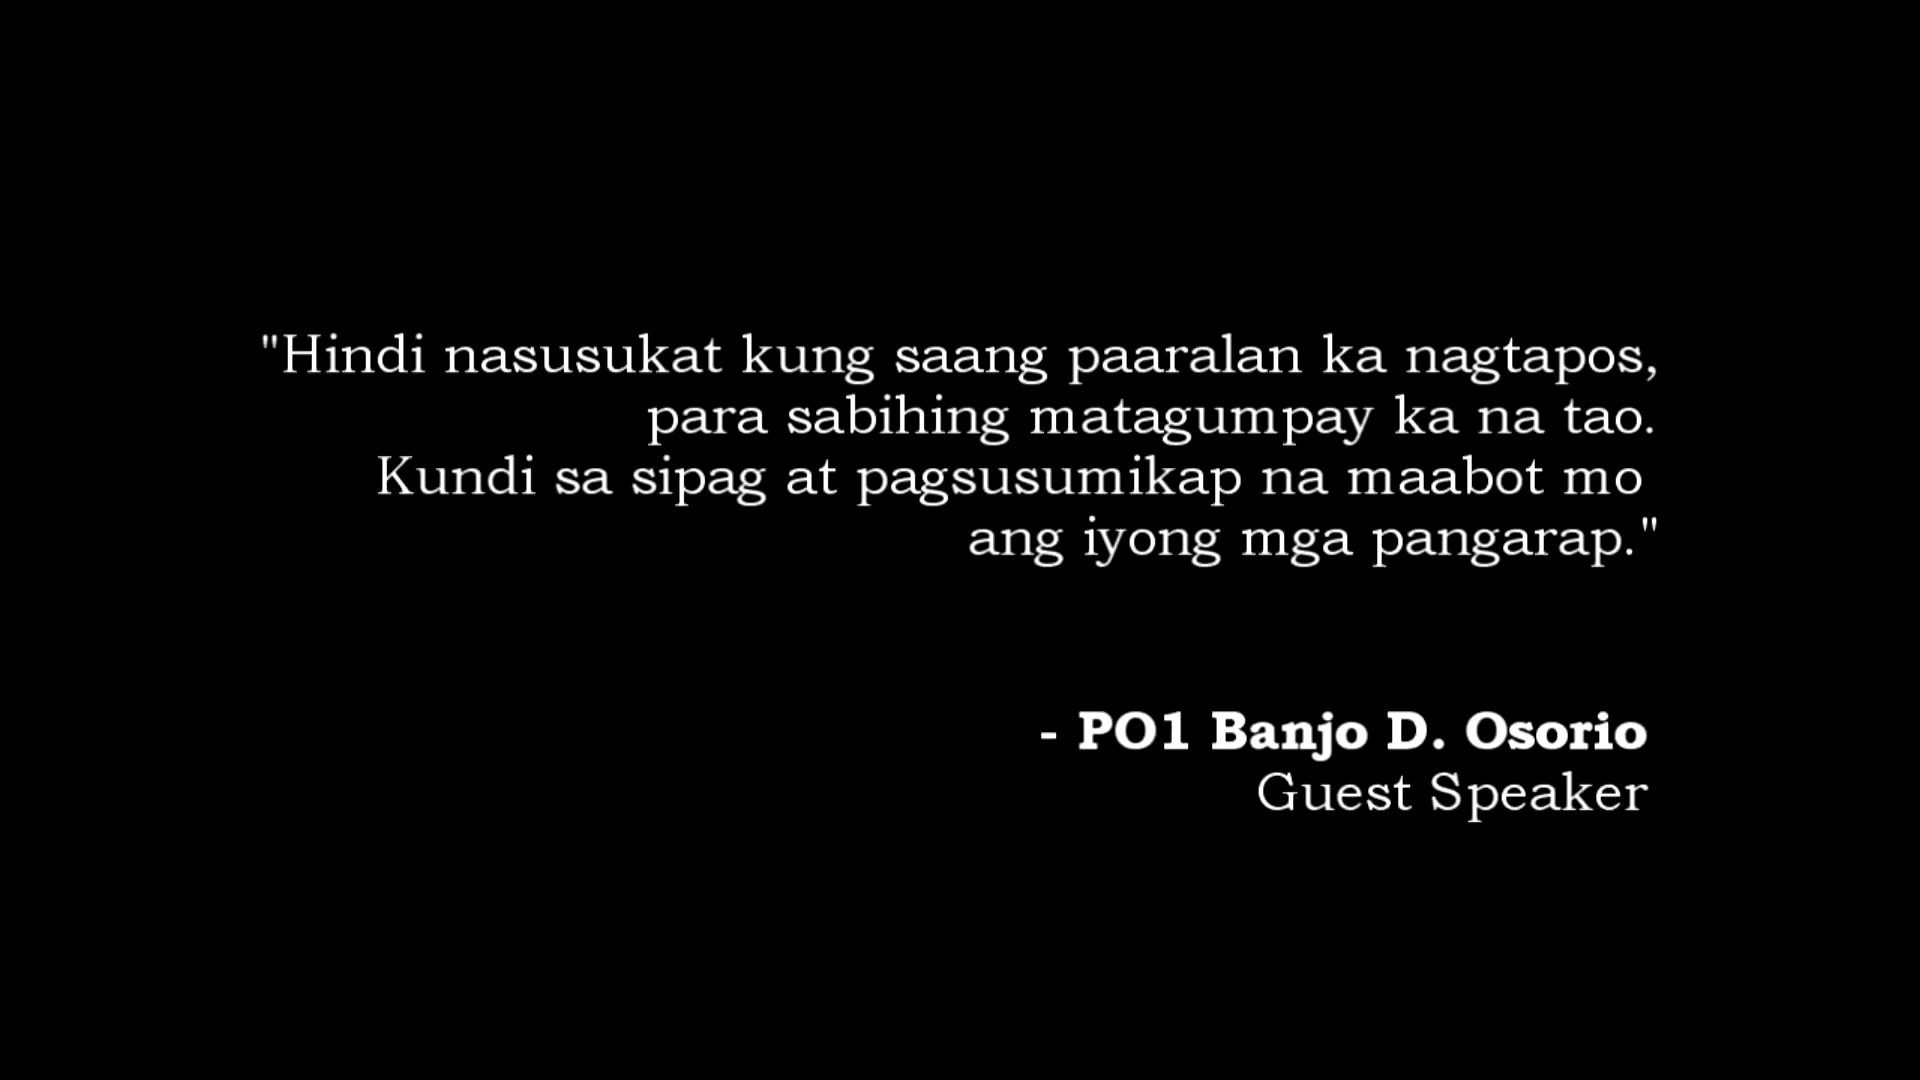 "Hindi nasusukat kung saang paaralan ka nagtapos,
para sabihing matagumpay ka na tao.
Kundi sa sipag at pagsusumikap na maabot mo
ang iyong mga pangarap."
- PO1 Banjo D. Osorio
Guest Speaker